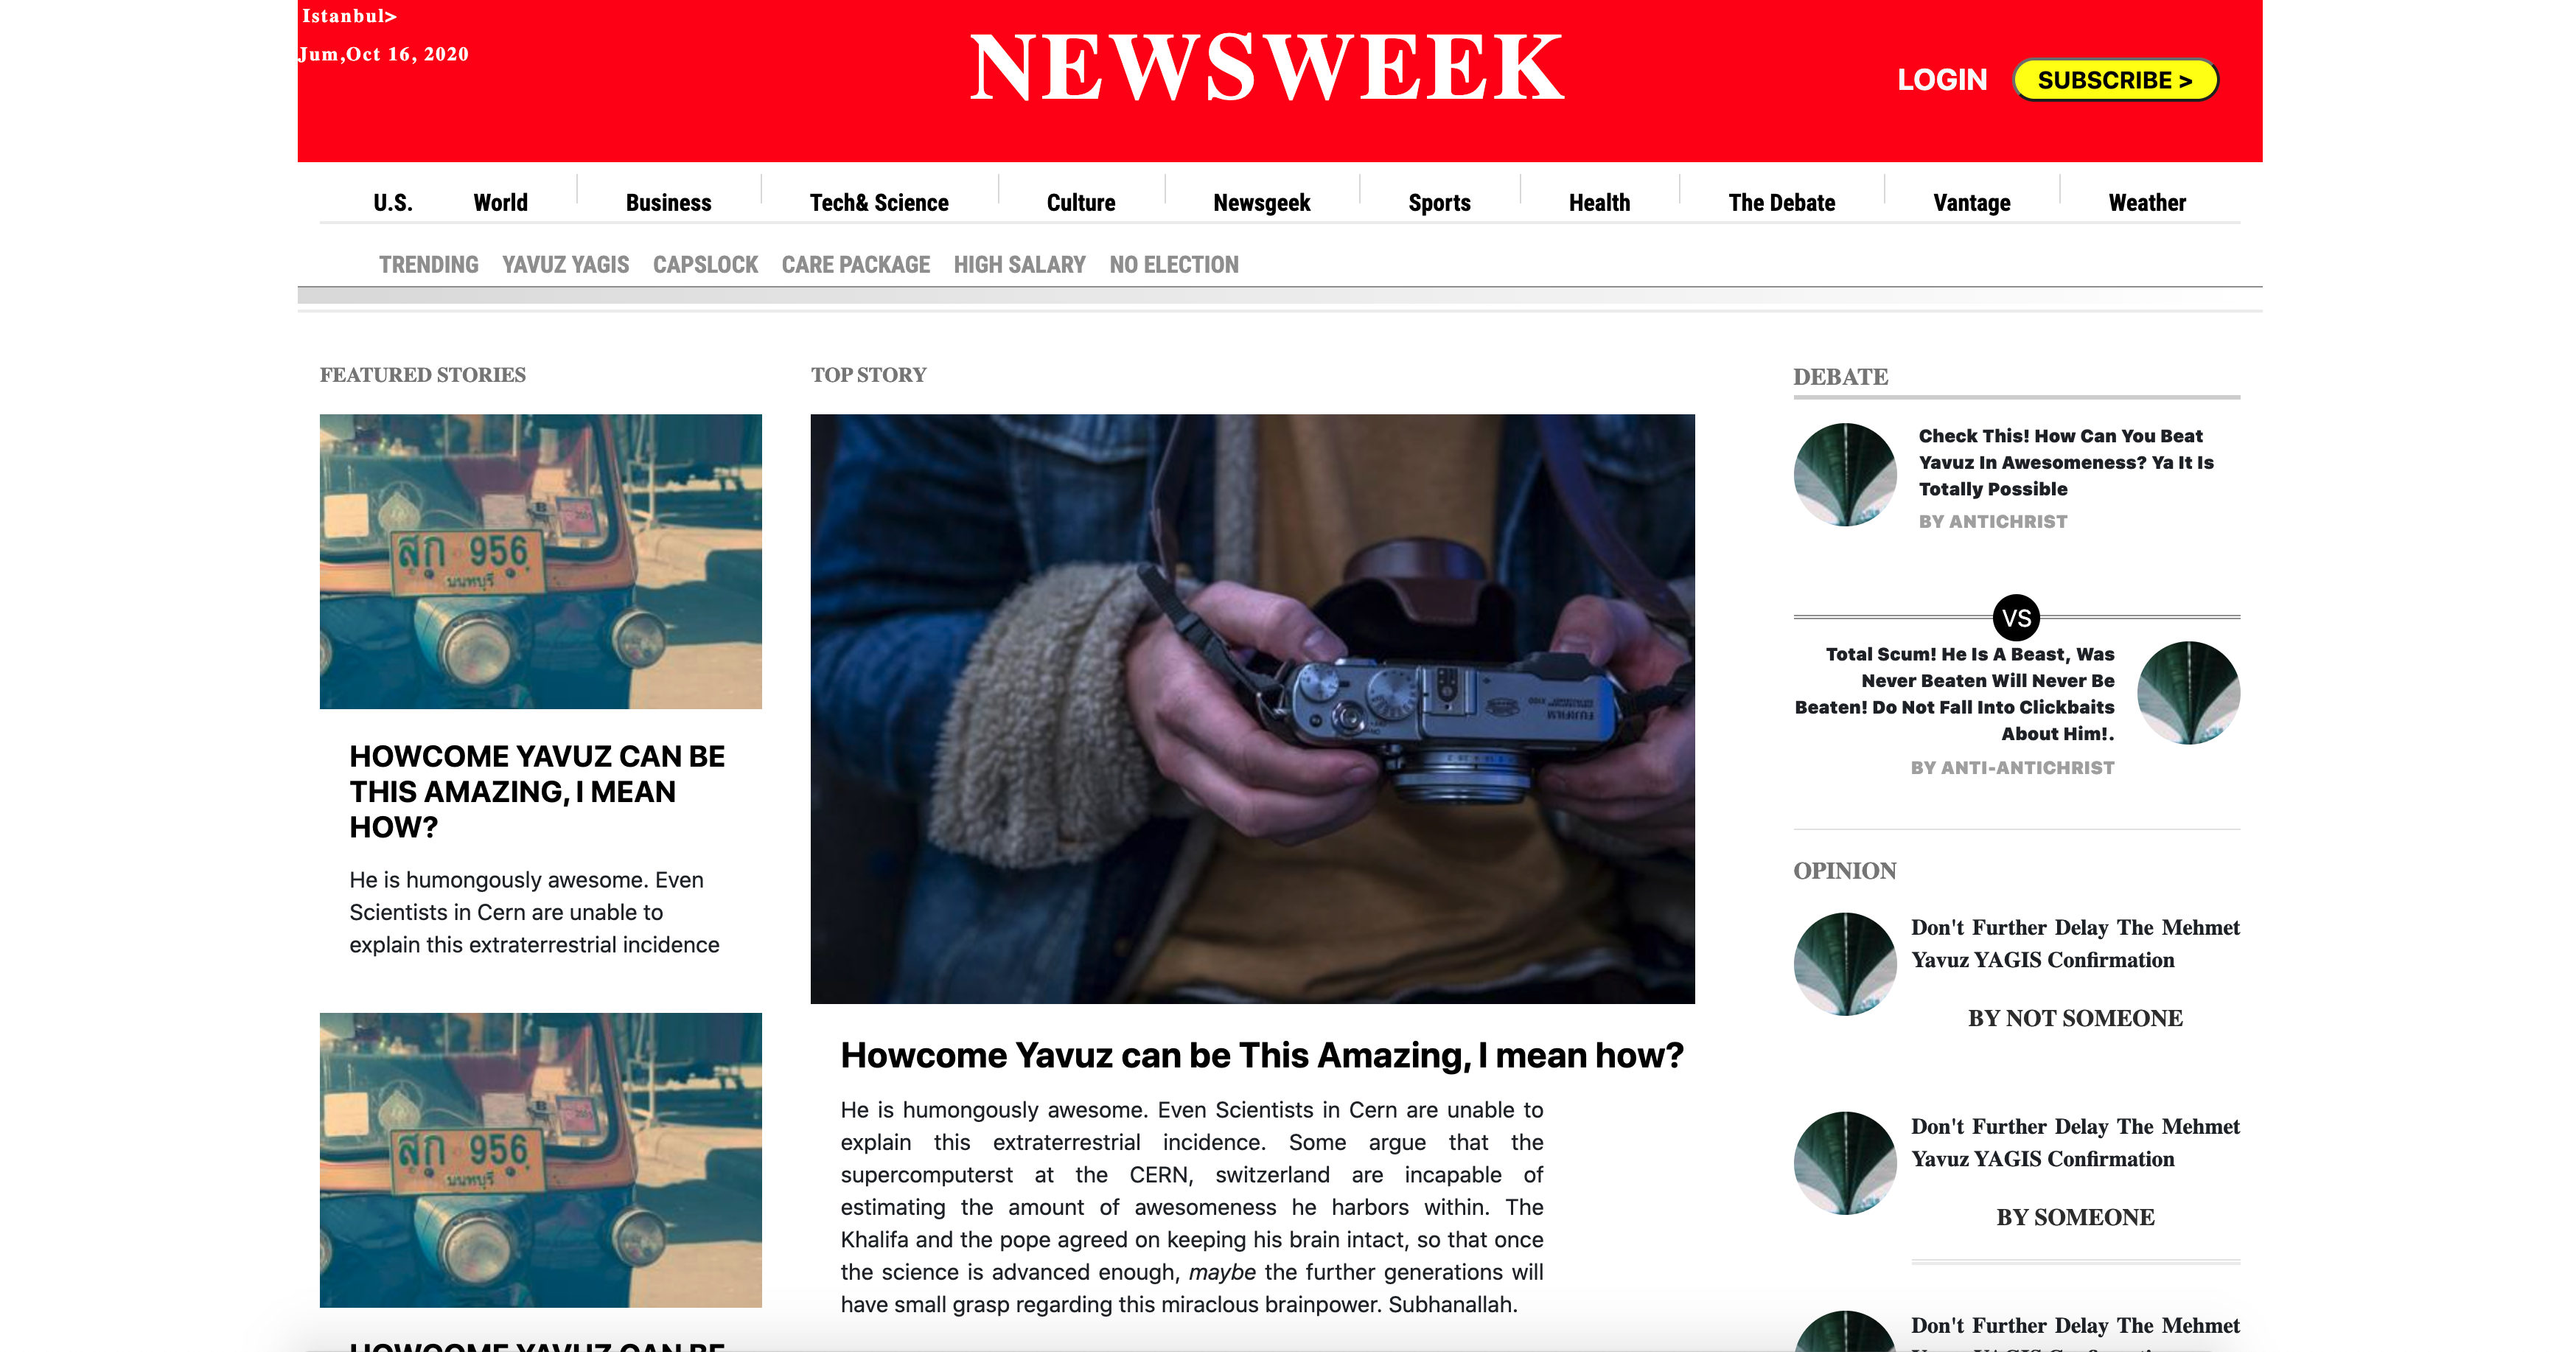 Istanbul>
Jum,Oct 16, 2020
NEWSWEEK
LOGIN
SUBSCRIBE >
U.S. World Business Tech& Science Culture Newsgeek Sports Health The Debate Vantage Weather
TRENDING YAVUZ YAGIS CAPSLOCK CARE PACKAGE HIGH SALARY NO ELECTION
FEATURED STORIES
สก 956
นนทบุรี
HOWCOME YAVUZ CAN BE
THIS AMAZING, I MEAN
HOW?
He is humongously awesome. Even
Scientists in Cern are unable to
explain this extraterrestrial incidence
สก 956
นนทบุรี
HOWCOME YAVUZ CAN BE
TOP STORY
FUJIFILM
Howcome Yavuz can be This Amazing, I mean how?
He is humongously awesome. Even Scientists in Cern are unable to
explain this extraterrestrial incidence. Some argue that the
supercomputerst at the CERN, switzerland are incapable of
estimating the amount of awesomeness he harbors within. The
Khalifa and the pope agreed on keeping his brain intact, so that once
the science is advanced enough, maybe the further generations will
have small grasp regarding this miraclous brainpower. Subhanallah.
DEBATE
Check This! How Can You Beat
Yavuz In Awesomeness? Ya It Is
Totally Possible
BY ANTICHRIST
VS
Total Scum! He Is A Beast, Was
Never Beaten Will Never Be
Beaten! Do Not Fall Into Clickbaits
About Him!.
BY ANTI-ANTICHRIST
OPINION
Don't Further Delay The Mehmet
Yavuz YAGIS Confirmation
BY NOT SOMEONE
Don't Further Delay The Mehmet
Yavuz YAGIS Confirmation
BY SOMEONE
Don't Further Delay The Mehmet